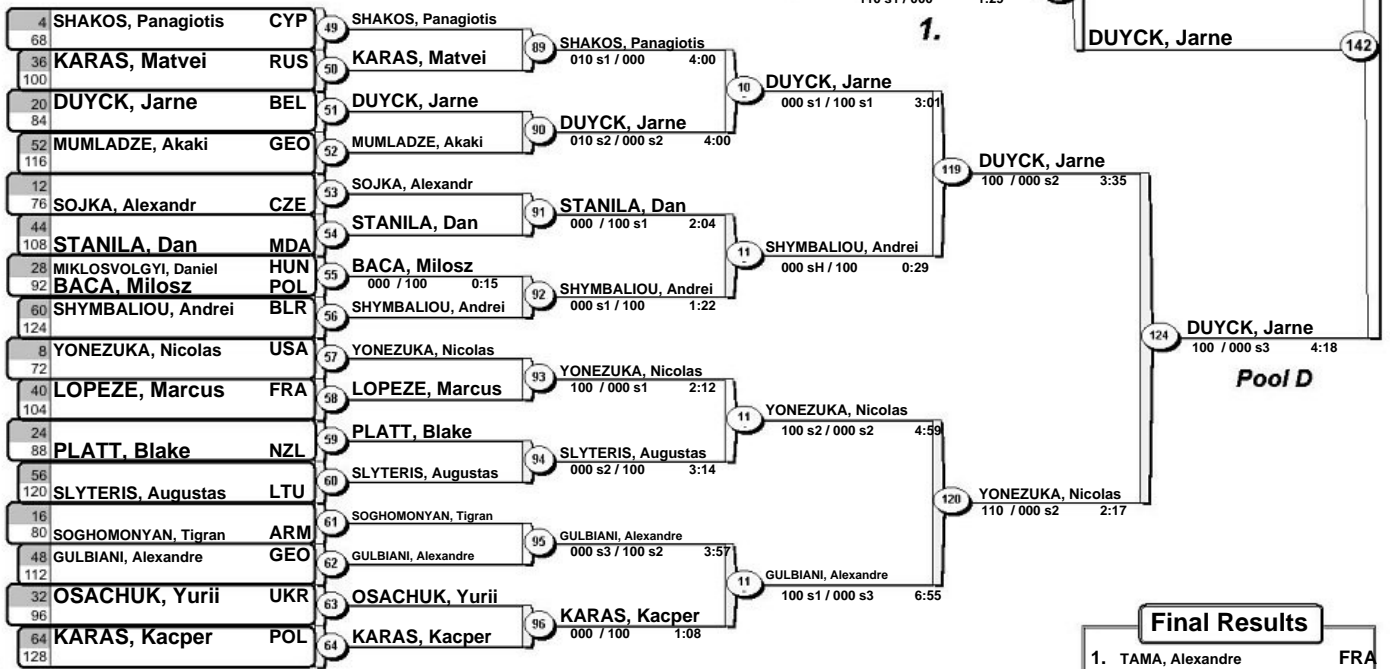 1.
DUYCK, Jarne
142
4 SHAKOS, Panagiotis CYP
68
36 KARAS, Matvei RUS
100
20 DUYCK, Jarne BEL
84
52 MUMLADZE, Akaki GEO
116
12
76 SOJKA, Alexandr CZE
44
108 STANILA, Dan MDA
28 MIKLOSVOLGYI, Daniel HUN
92 BACA, Milosz POL
60 SHYMBALIOU, Andrei BLR
124
8 YONEZUKA, Nicolas USA
72
40 LOPEZE, Marcus FRA
104
24
88 PLATT, Blake NZL
56
120 SLYTERIS, Augustas LTU
16
80 SOGHOMONYAN, Tigran ARM
48 GULBIANI, Alexandre GEO
112
32 OSACHUK, Yurii UKR
96
64 KARAS, Kacper POL
128
49 SHAKOS, Panagiotis
50 KARAS, Matvei
51 DUYCK, Jarne
52 MUMLADZE, Akaki
53 SOJKA, Alexandr
54 STANILA, Dan
55 BACA, Milosz
000 / 100 0:15
56 SHYMBALIOU, Andrei
57 YONEZUKA, Nicolas
58 LOPEZE, Marcus
59 PLATT, Blake
60 SLYTERIS, Augustas
61 SOGHOMONYAN, Tigran
62 GULBIANI, Alexandre
63 OSACHUK, Yurii
64 KARAS, Kacper
89 SHAKOS, Panagiotis
010 s1 / 000 4:00
90 DUYCK, Jarne
010 s2 / 000 s2 4:00
91 STANILA, Dan
000 / 100 s1 2:04
92 SHYMBALIOU, Andrei
000 s1 / 100 1:22
93 YONEZUKA, Nicolas
100 / 000 s1 2:12
94 SLYTERIS, Augustas
000 s2 / 100 3:14
95 GULBIANI, Alexandre
000 s3 / 100 s2 3:57
96 KARAS, Kacper
000 / 100 1:08
10 DUYCK, Jarne
000 s1 / 100 s1 3:01
11 SHYMBALIOU, Andrei
000 sH / 100 0:29
11 YONEZUKA, Nicolas
100 s2 / 000 s2 4:59
11 GULBIANI, Alexandre
100 s1 / 000 s3 6:55
119 DUYCK, Jarne
100 / 000 s2 3:35
120 YONEZUKA, Nicolas
110 / 000 s2 2:17
124 DUYCK, Jarne
100 / 000 s3 4:18
Pool D
Final Results
1. TAMA, Alexandre FRA